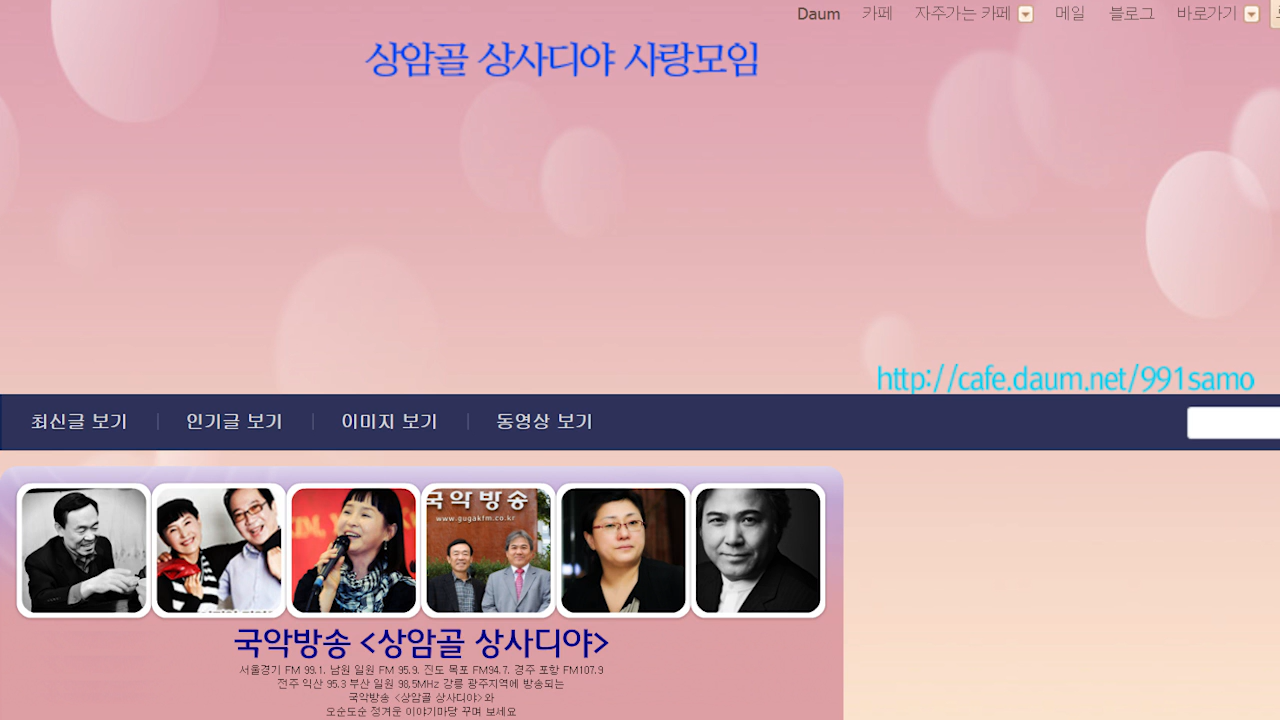 Daum 카페 자주가는 카페 메일 블로그 바로가기
상암골 상사디야 사랑모임
http://cafe.daum.net/991samo
최신글 보기 | 인기글 보기 | 이미지 보기 | 동영상 보기
국악방송
www.gugakfm.co.kr
국악방송 <상암골 상사디야>
서울경기 FM 99.1, 남원 일원 FM 95.9, 진도 목포 FM94.7, 경주 포항 FM107.9
전주 익산 95.3 부산 일원 98,5MHz 강릉 광주지역에 방송되는
국악방송 <상암골 상사디야>와
오순도순 정겨운 이야기마당 꾸며 보세요